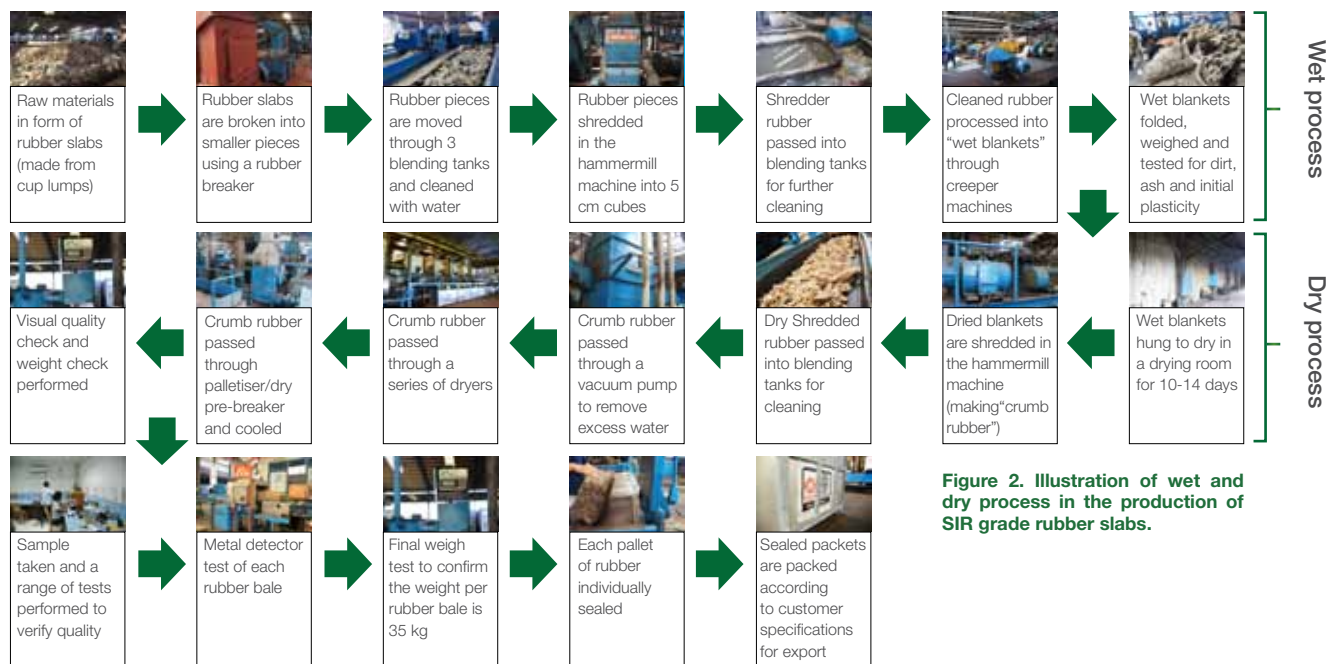 Raw materials
in form of
rubber slabs
(made from
cup lumps)
Rubber slabs
are broken into
smaller pieces
using a rubber
breaker
Rubber pieces
are moved
through 3
blending tanks
and cleaned
with water
Rubber pieces
shredded
in the
hammermill
machine into 5
cm cubes
Shredder
rubber
passed into
blending tanks
for further
cleaning
Cleaned rubber
processed into
“wet blankets”
through
creeper
machines
Wet blankets
folded,
weighed and
tested for dirt,
ash and initial
plasticity
Wet process
Wet blankets
hung to dry in
a drying room
for 10-14 days
Dried blankets
are shredded in
the hammermill
machine
(making“crumb
rubber”)
Dry Shredded
rubber passed
into blending
tanks for
cleaning
Crumb rubber
passed
through a
vacuum pump
to remove
excess water
Crumb rubber
passed
through a
series of dryers
Crumb rubber
passed
through
palletiser/dry
pre-breaker
and cooled
Visual quality
check and
weight check
performed
Dry process
Sample
taken and a
range of tests
performed to
verify quality
Metal detector
test of each
rubber bale
Final weigh
test to confirm
the weight per
rubber bale is
35 kg
Each pallet
of rubber
individually
sealed
Sealed packets
are packed
according
to customer
specifications
for export
Figure 2. Illustration of wet and
dry process in the production of
SIR grade rubber slabs.